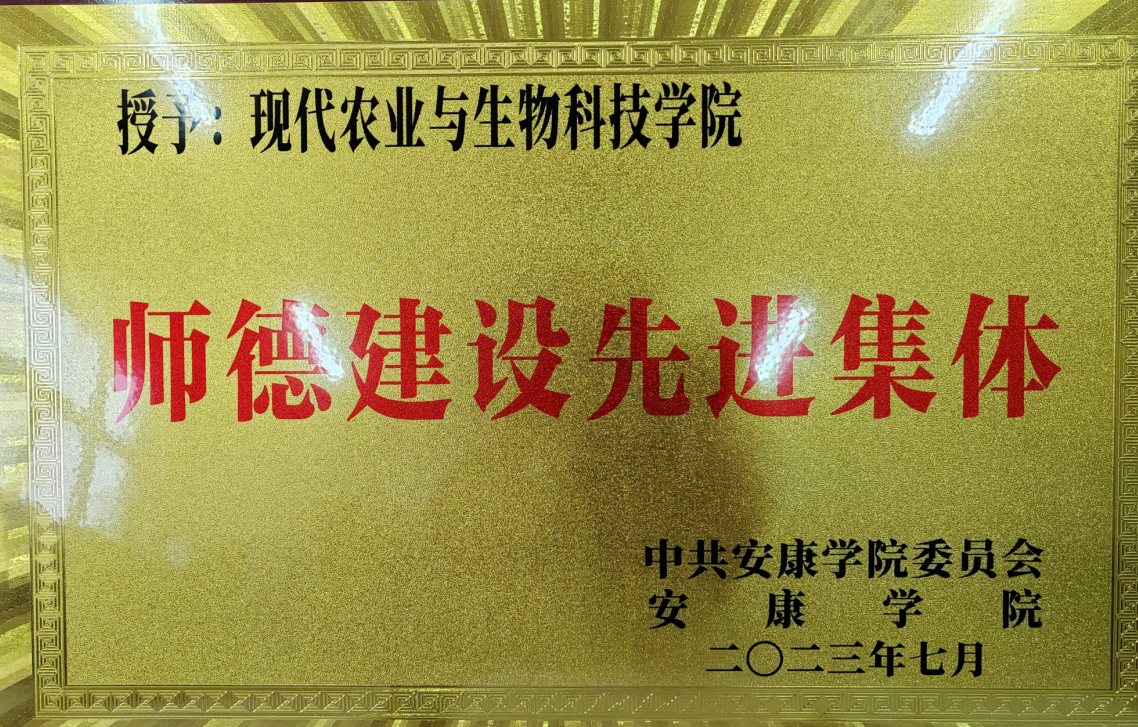 授予：现代农业与生物科技学院
师德建设先进集体
中共安康学院委员会
安康学院
二〇二三年七月